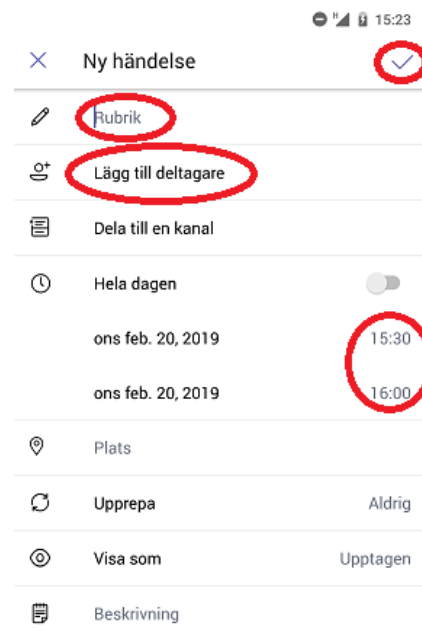 H 15:23
Ny händelse
Rubrik
Lägg till deltagare
Dela till en kanal
Hela dagen
ons feb. 20, 2019 15:30
ons feb. 20, 2019 16:00
Plats
Upprepa Aldrig
Visa som Upptagen
Beskrivning